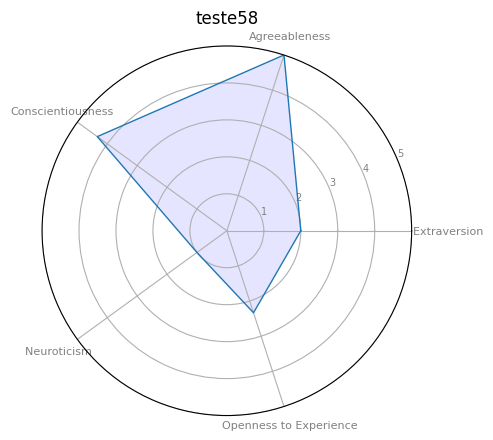 teste58
Agreeableness
Conscientiousness
5
4
3
2
1
Extraversion
Neuroticism
Openness to Experience